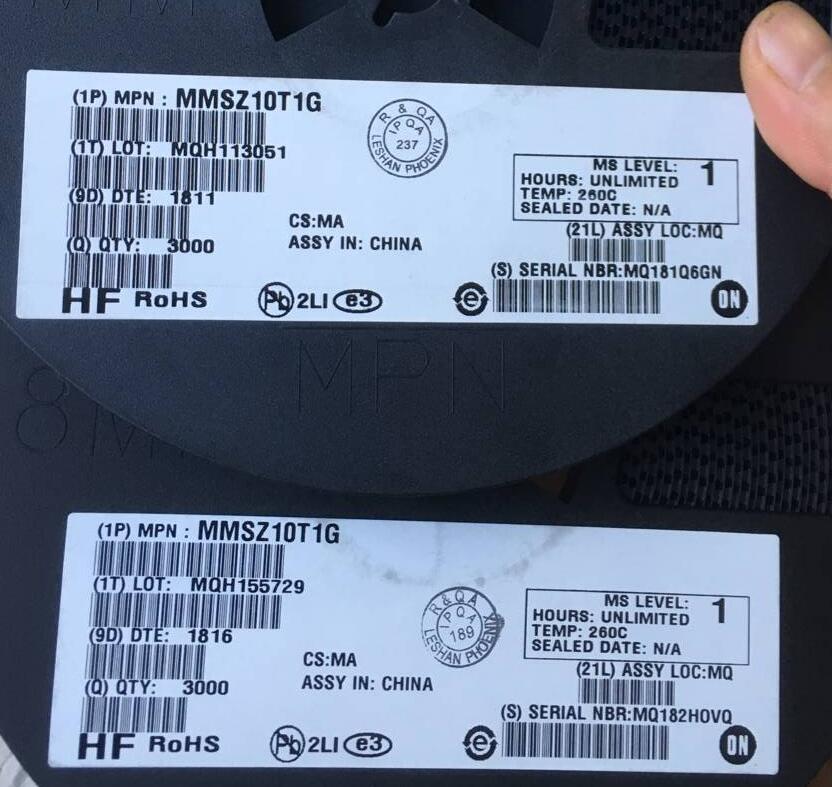 (1P) MPN : MMSZ10T1G
(1T) LOT: MQH113051
(9D) DTE: 1811
(Q) QTY: 3000
HF RoHS
Pb 2LI e3
CS:MA
ASSY IN: CHINA
R & QA
IPQA
237
LESHAN PHOENIX
MS LEVEL: 1
HOURS: UNLIMITED
TEMP: 260C
SEALED DATE: N/A
(21L) ASSY LOC:MQ
(S) SERIAL NBR:MQ181Q6GN
e
ON
MPN
8M
(1P) MPN : MMSZ10T1G
(1T) LOT: MQH155729
(9D) DTE: 1816
(Q) QTY: 3000
HF RoHS
Pb 2LI e3
CS:MA
ASSY IN: CHINA
R & QA
IPQA
189
LESHAN PHOENIX
MS LEVEL: 1
HOURS: UNLIMITED
TEMP: 260C
SEALED DATE: N/A
(21L) ASSY LOC:MQ
(S) SERIAL NBR:MQ182HOVQ
e
ON